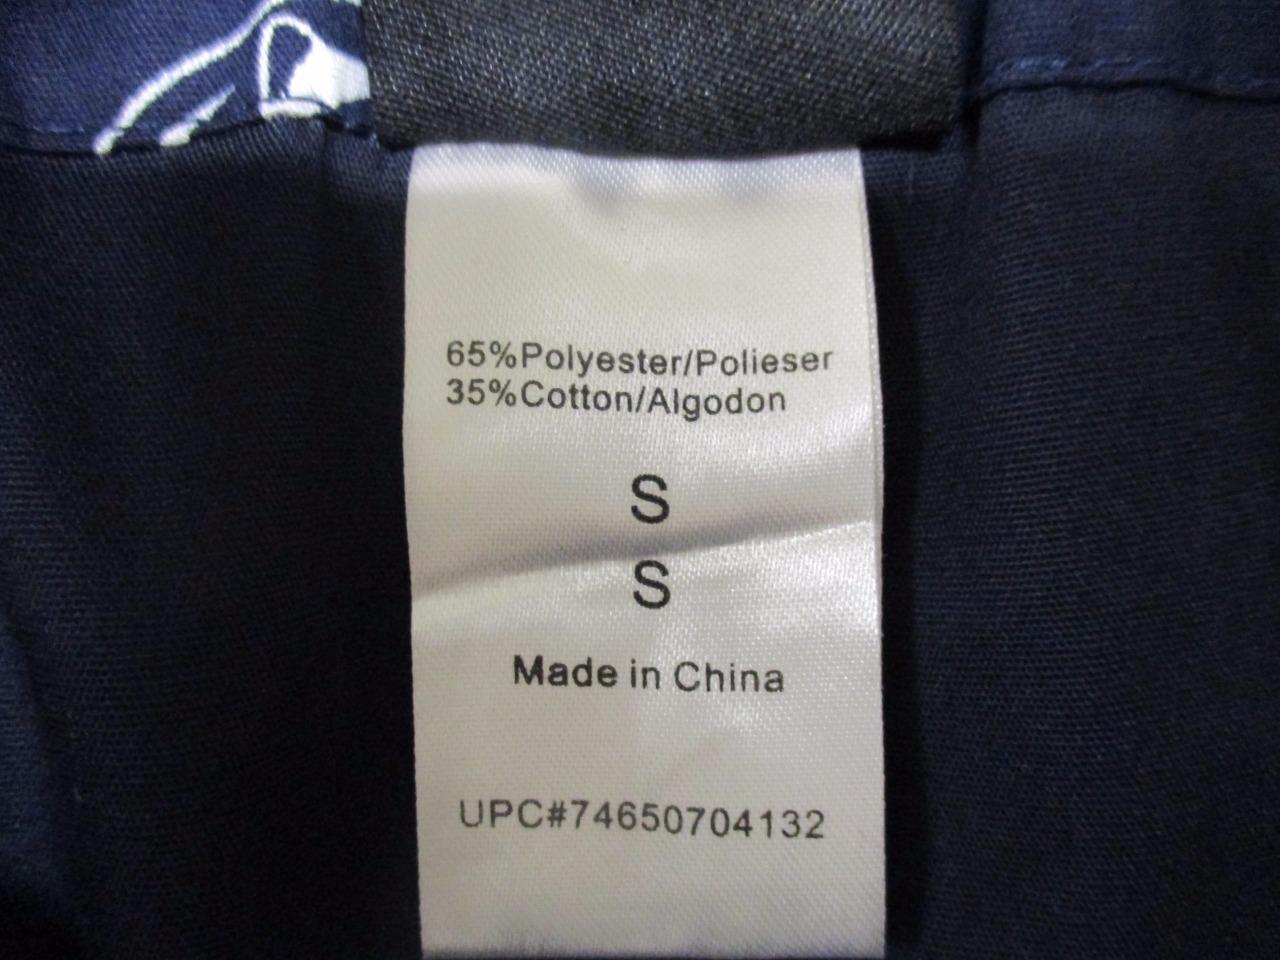 65%Polyester/Polieser
35%Cotton/Algodon
S
S
Made in China
UPC#74650704132